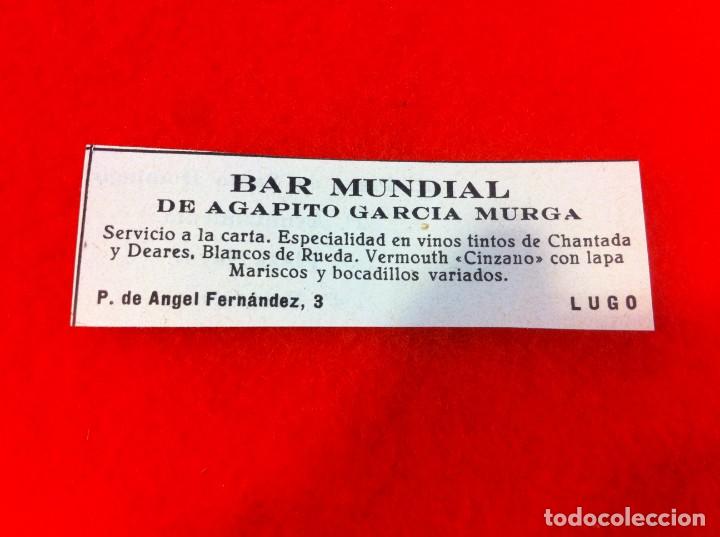 BAR MUNDIAL
DE AGAPITO GARCIA MURGA
Servicio a la carta. Especialidad en vinos tintos de Chantada
y Deares, Blancos de Rueda. Vermouth «Cinzano» con lapa
Mariscos y bocadillos variados.
P. de Angel Fernández, 3 LUGO
todocoleccion